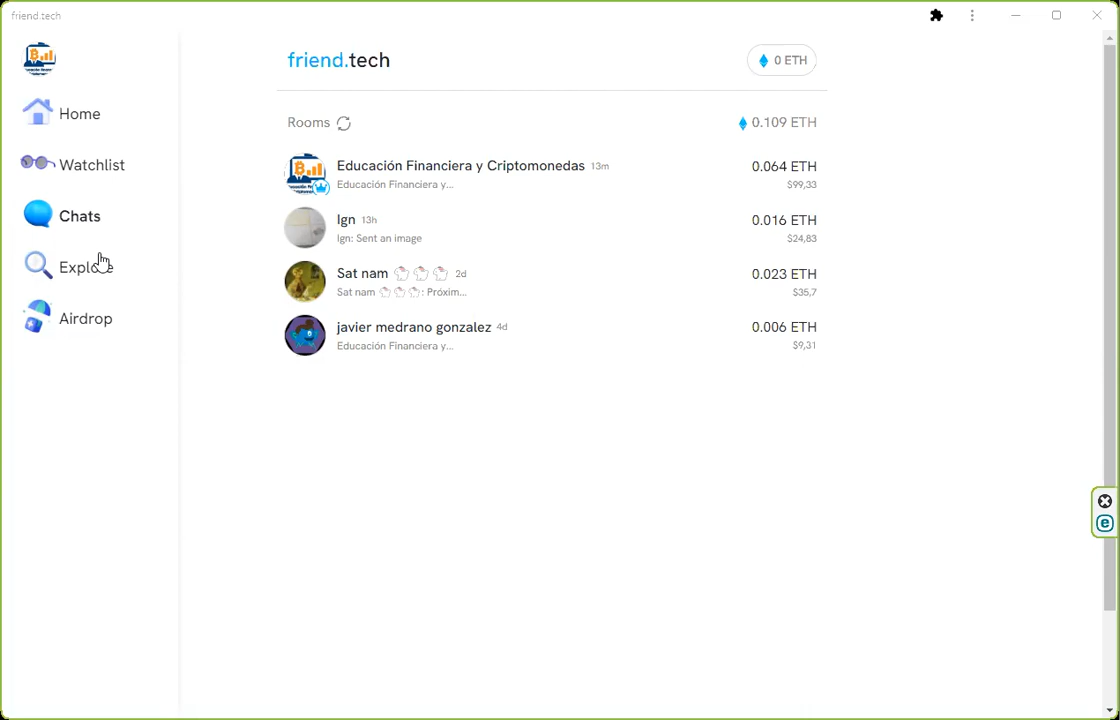 friend.tech
Home
Watchlist
Chats
Explore
Airdrop
friend.tech
0 ETH
Rooms
0.109 ETH
Educación Financiera y Criptomonedas 13m
0.064 ETH
Educación Financiera y...
$99,33
Ign 13h
0.016 ETH
Ign: Sent an image
$24,83
Sat nam 2d
0.023 ETH
Sat nam : Próxim...
$35,7
javier medrano gonzalez 4d
0.006 ETH
Educación Financiera y...
$9,31